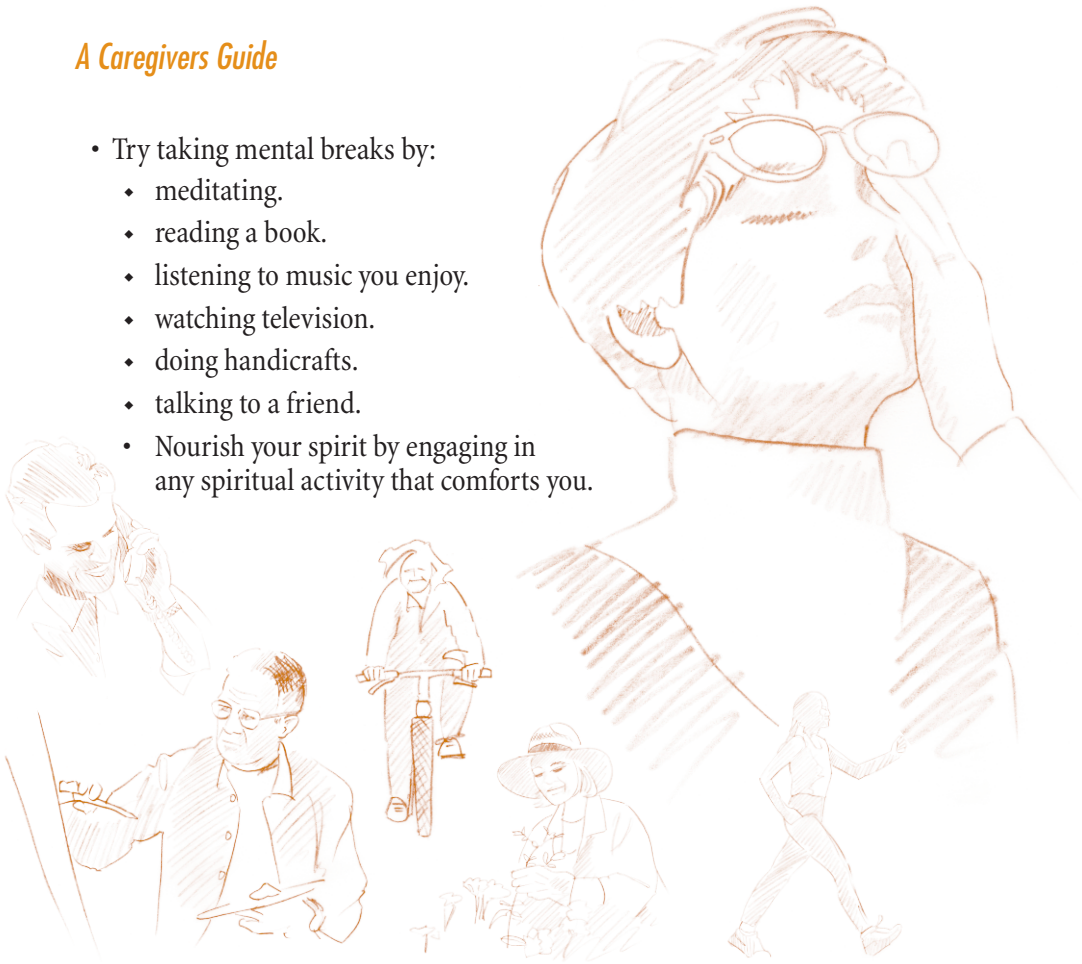 A Caregivers Guide
• Try taking mental breaks by:
◆ meditating.
◆ reading a book.
◆ listening to music you enjoy.
◆ watching television.
◆ doing handicrafts.
◆ talking to a friend.
• Nourish your spirit by engaging in
any spiritual activity that comforts you.